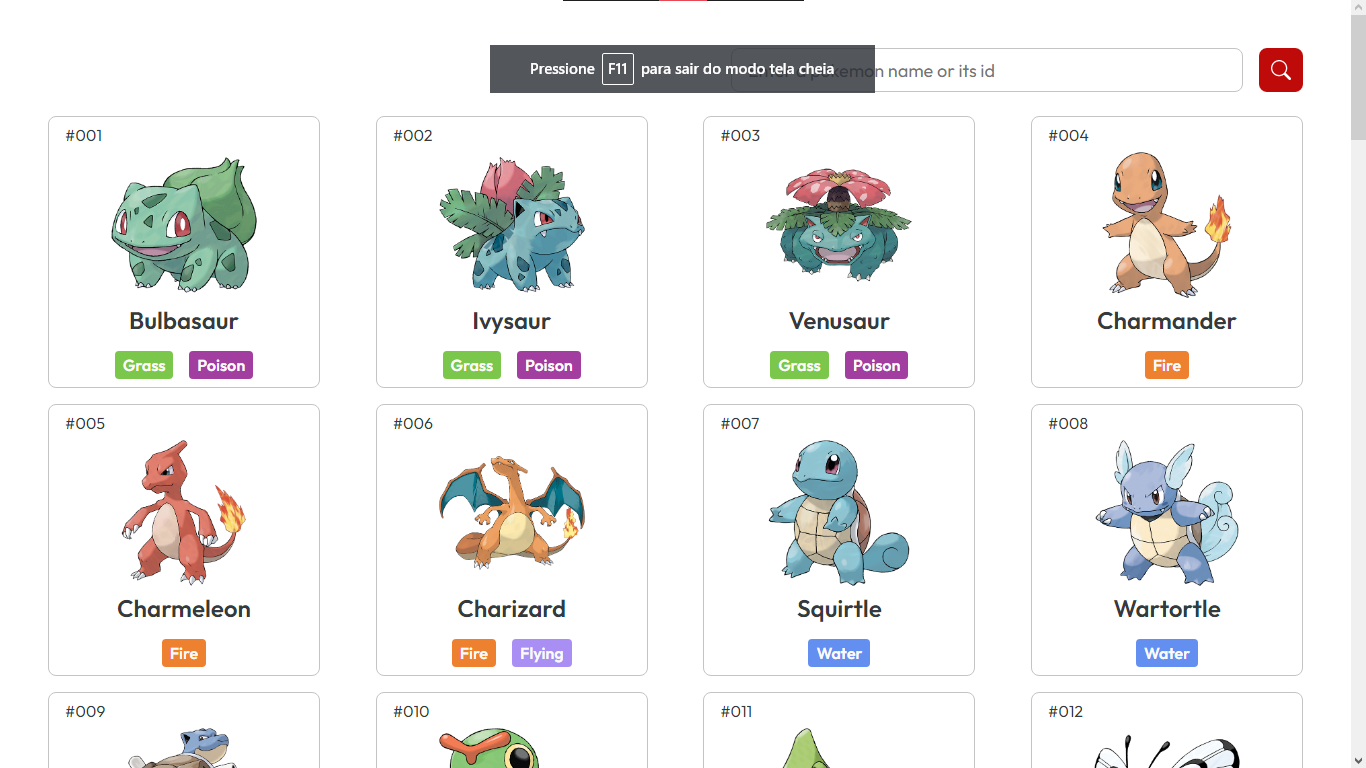 Pressione F11 para sair do modo tela cheia
pokemon name or its id
#001
#002
#003
#004
Bulbasaur
Ivysaur
Venusaur
Charmander
Grass Poison
Grass Poison
Grass Poison
Fire
#005
#006
#007
#008
Charmeleon
Charizard
Squirtle
Wartortle
Fire
Fire Flying
Water
Water
#009
#010
#011
#012